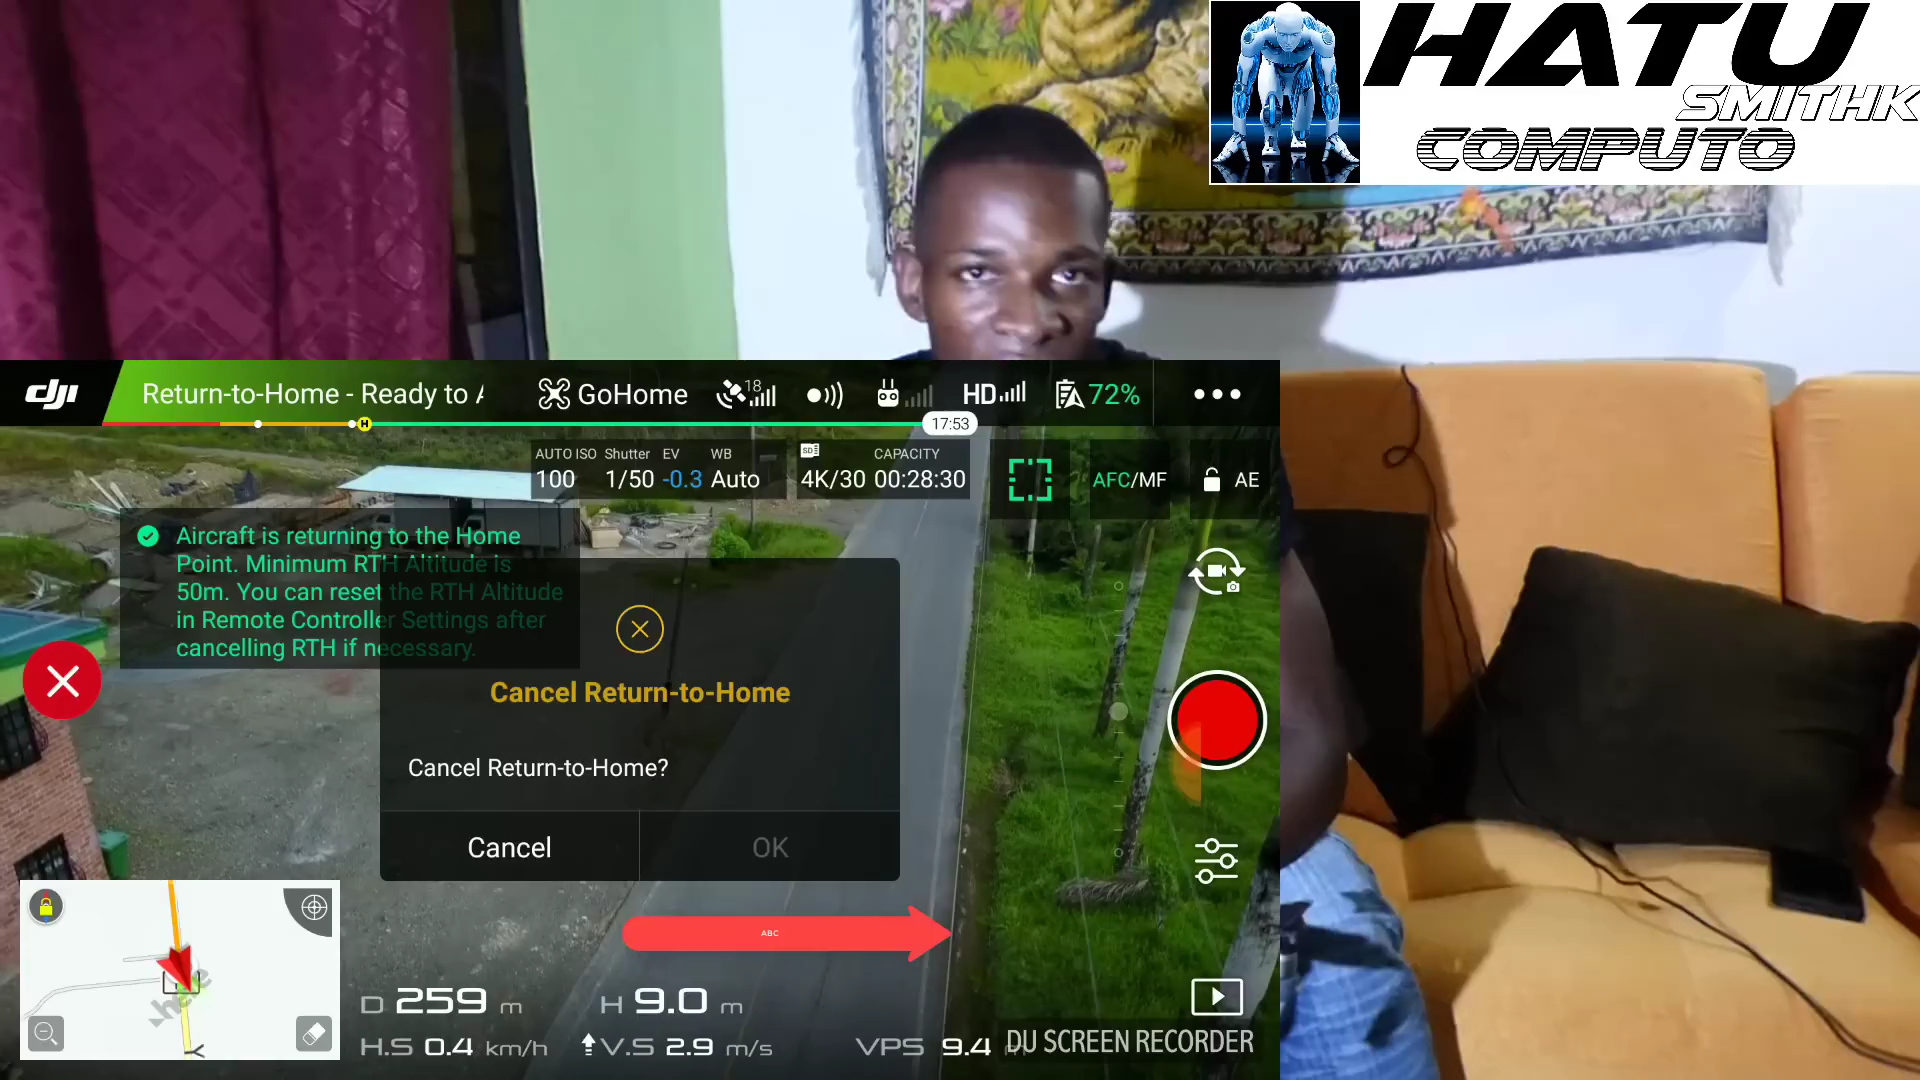 HATU
SMITHK
COMPUTO
dji Return-to-Home - Ready to
GoHome 18 HD 72%
H 17:53
AUTO ISO Shutter EV WB
100 1/50 -0.3 Auto
SD CAPACITY
4K/30 00:28:30
AFC/MF AE
Aircraft is returning to the Home
Point. Minimum RTH Altitude is
50m. You can reset the RTH Altitude
in Remote Controller Settings after
cancelling RTH if necessary.
Cancel Return-to-Home
Cancel Return-to-Home?
Cancel OK
ABC
here
D 259 m H 9.0 m
H.S 0.4 km/h V.S 2.9 m/s VPS 9.4
DU SCREEN RECORDER